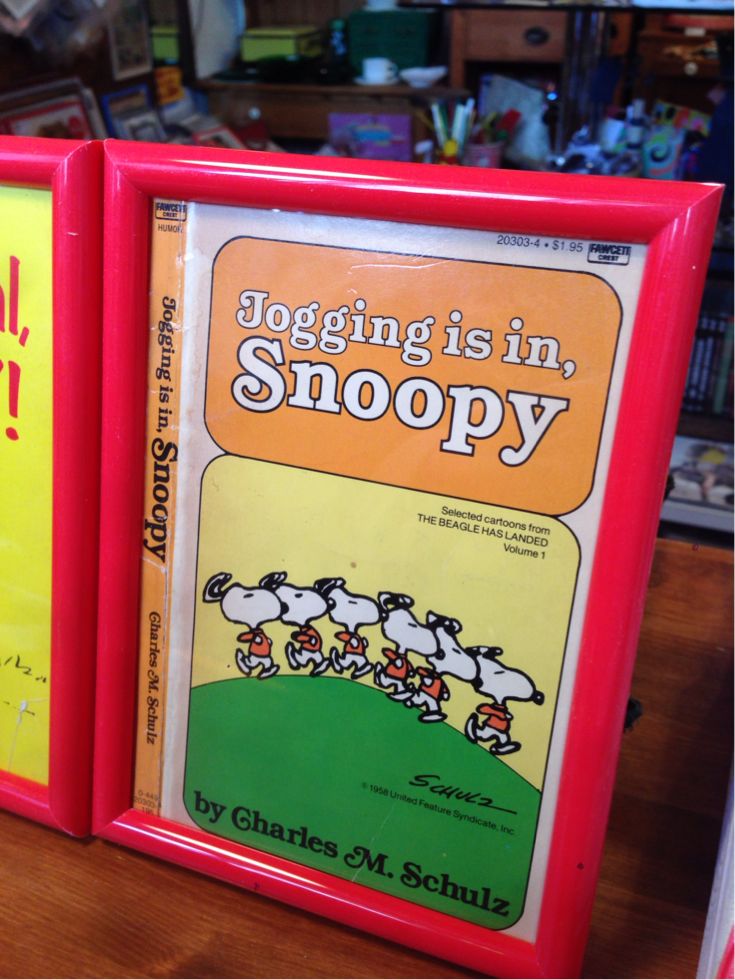 l,
!
FAWCETT
CREST
HUMOR
Jogging is in, Snoopy
Charles M. Schulz
20303-4 • $1.95
FAWCETT
CREST
Jogging is in,
Snoopy
Selected cartoons from
THE BEAGLE HAS LANDED
Volume 1
SCHULZ
© 1958 United Feature Syndicate, Inc.
by Charles M. Schulz